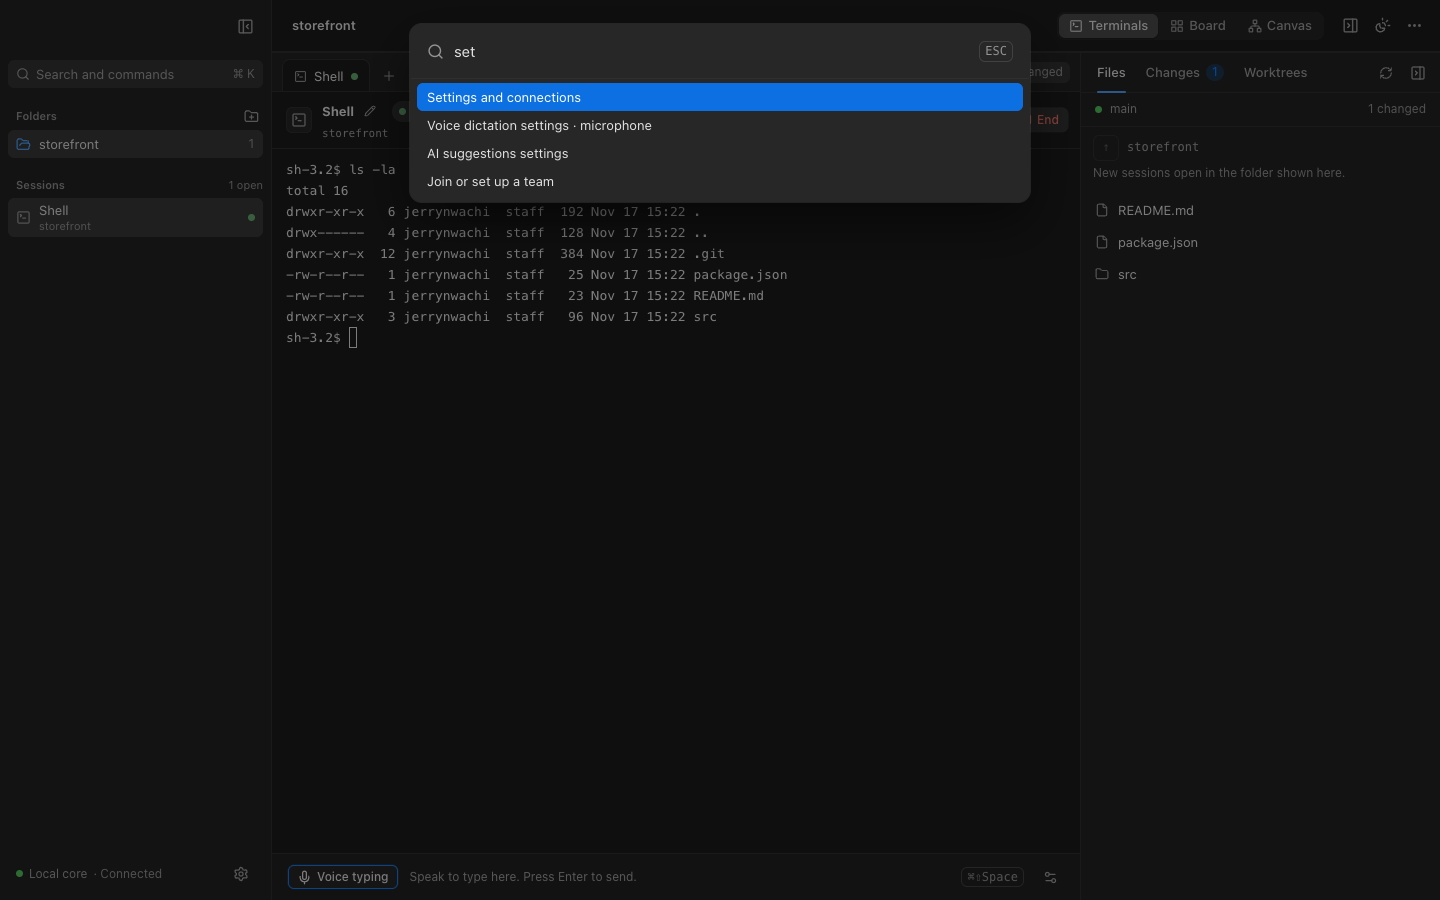 storefront
Terminals
Board
Canvas
set
ESC
Search and commands
⌘ K
Shell
anged
Files
Changes
1
Worktrees
Settings and connections
Voice dictation settings · microphone
AI suggestions settings
Join or set up a team
Folders
storefront
1
Sessions
1 open
Shell
storefront
Shell
storefront
End
main
1 changed
↑ storefront
New sessions open in the folder shown here.
README.md
package.json
src
sh-3.2$ ls -la
total 16
drwxr-xr-x   6 jerrynwachi  staff  192 Nov 17 15:22 .
drwx------   4 jerrynwachi  staff  128 Nov 17 15:22 ..
drwxr-xr-x  12 jerrynwachi  staff  384 Nov 17 15:22 .git
-rw-r--r--   1 jerrynwachi  staff   25 Nov 17 15:22 package.json
-rw-r--r--   1 jerrynwachi  staff   23 Nov 17 15:22 README.md
drwxr-xr-x   3 jerrynwachi  staff   96 Nov 17 15:22 src
sh-3.2$
Local core · Connected
Voice typing
Speak to type here. Press Enter to send.
⌘⇧Space